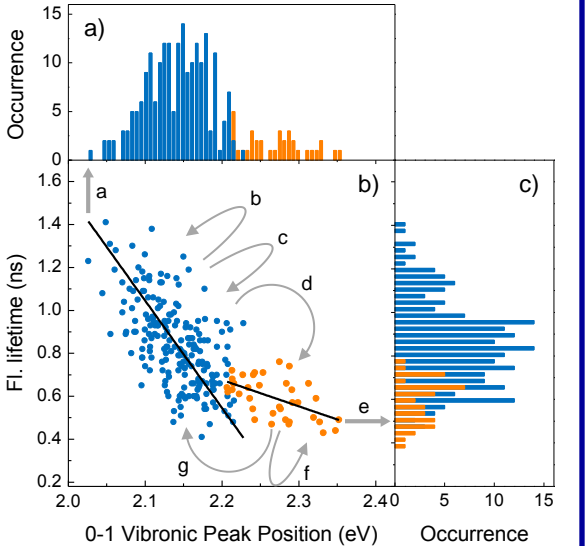 a)
Occurrence
15
10
5
0
b)
c)
Fl. lifetime (ns)
1.6
1.4
1.2
1.0
0.8
0.6
0.4
0.2
a
b
c
d
e
f
g
2.0 2.1 2.2 2.3 2.40
0 5 10 15
0-1 Vibronic Peak Position (eV)
Occurrence